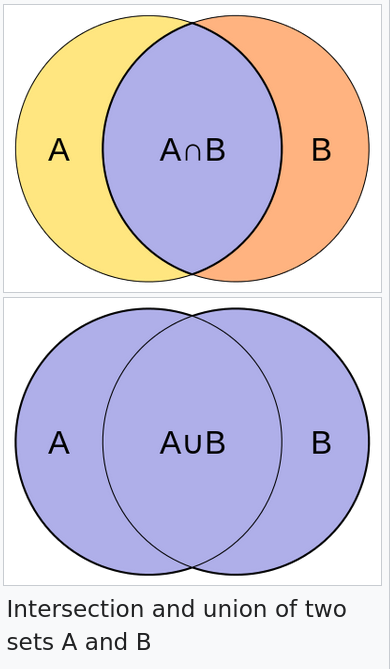 A A∩B B
A A∪B B
Intersection and union of two
sets A and B